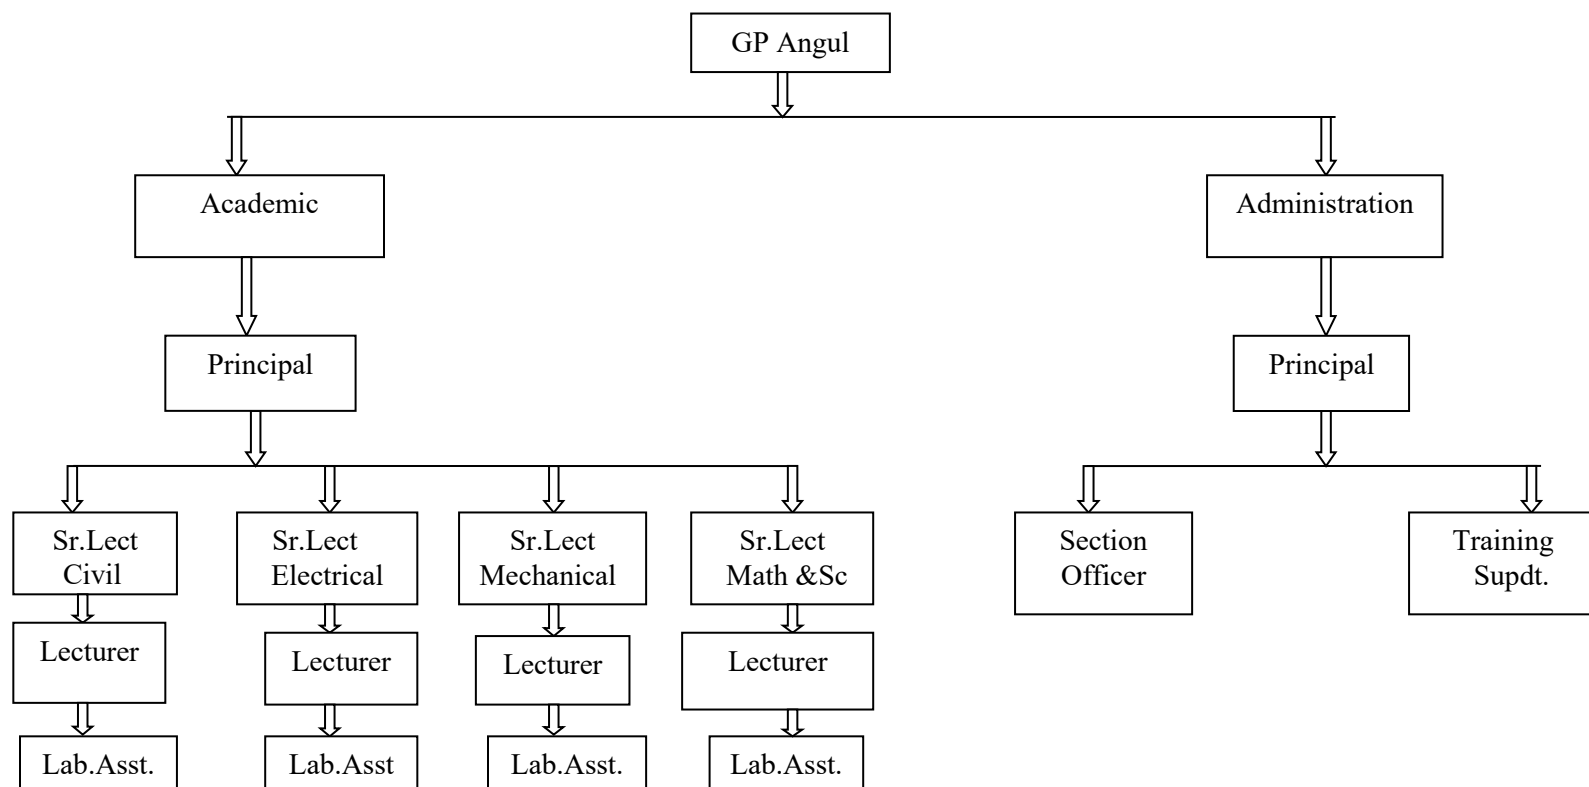 GP Angul
Academic
Administration
Principal
Principal
Sr.Lect
Civil
Sr.Lect
Electrical
Sr.Lect
Mechanical
Sr.Lect
Math &Sc
Section
Officer
Training
Supdt.
Lecturer
Lecturer
Lecturer
Lecturer
Lab.Asst.
Lab.Asst
Lab.Asst.
Lab.Asst.